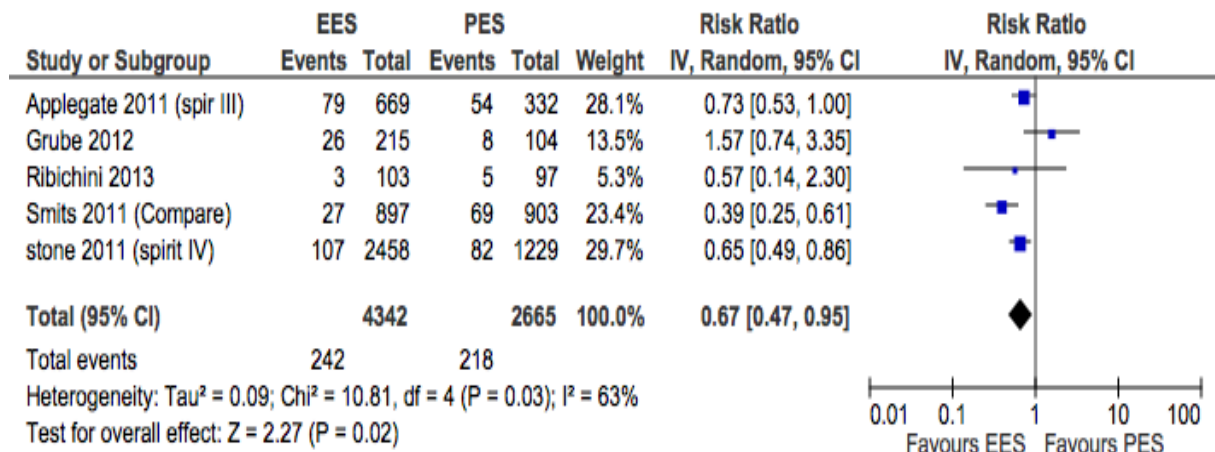 EES PES Risk Ratio Risk Ratio
Study or Subgroup Events Total Events Total Weight IV, Random, 95% CI IV, Random, 95% CI
Applegate 2011 (spir III) 79 669 54 332 28.1% 0.73 [0.53, 1.00]
Grube 2012 26 215 8 104 13.5% 1.57 [0.74, 3.35]
Ribichini 2013 3 103 5 97 5.3% 0.57 [0.14, 2.30]
Smits 2011 (Compare) 27 897 69 903 23.4% 0.39 [0.25, 0.61]
stone 2011 (spirit IV) 107 2458 82 1229 29.7% 0.65 [0.49, 0.86]
Total (95% CI) 4342 2665 100.0% 0.67 [0.47, 0.95]
Total events 242 218
Heterogeneity: Tau² = 0.09; Chi² = 10.81, df = 4 (P = 0.03); I² = 63%
Test for overall effect: Z = 2.27 (P = 0.02)
0.01 0.1 1 10 100
Favours EES Favours PES